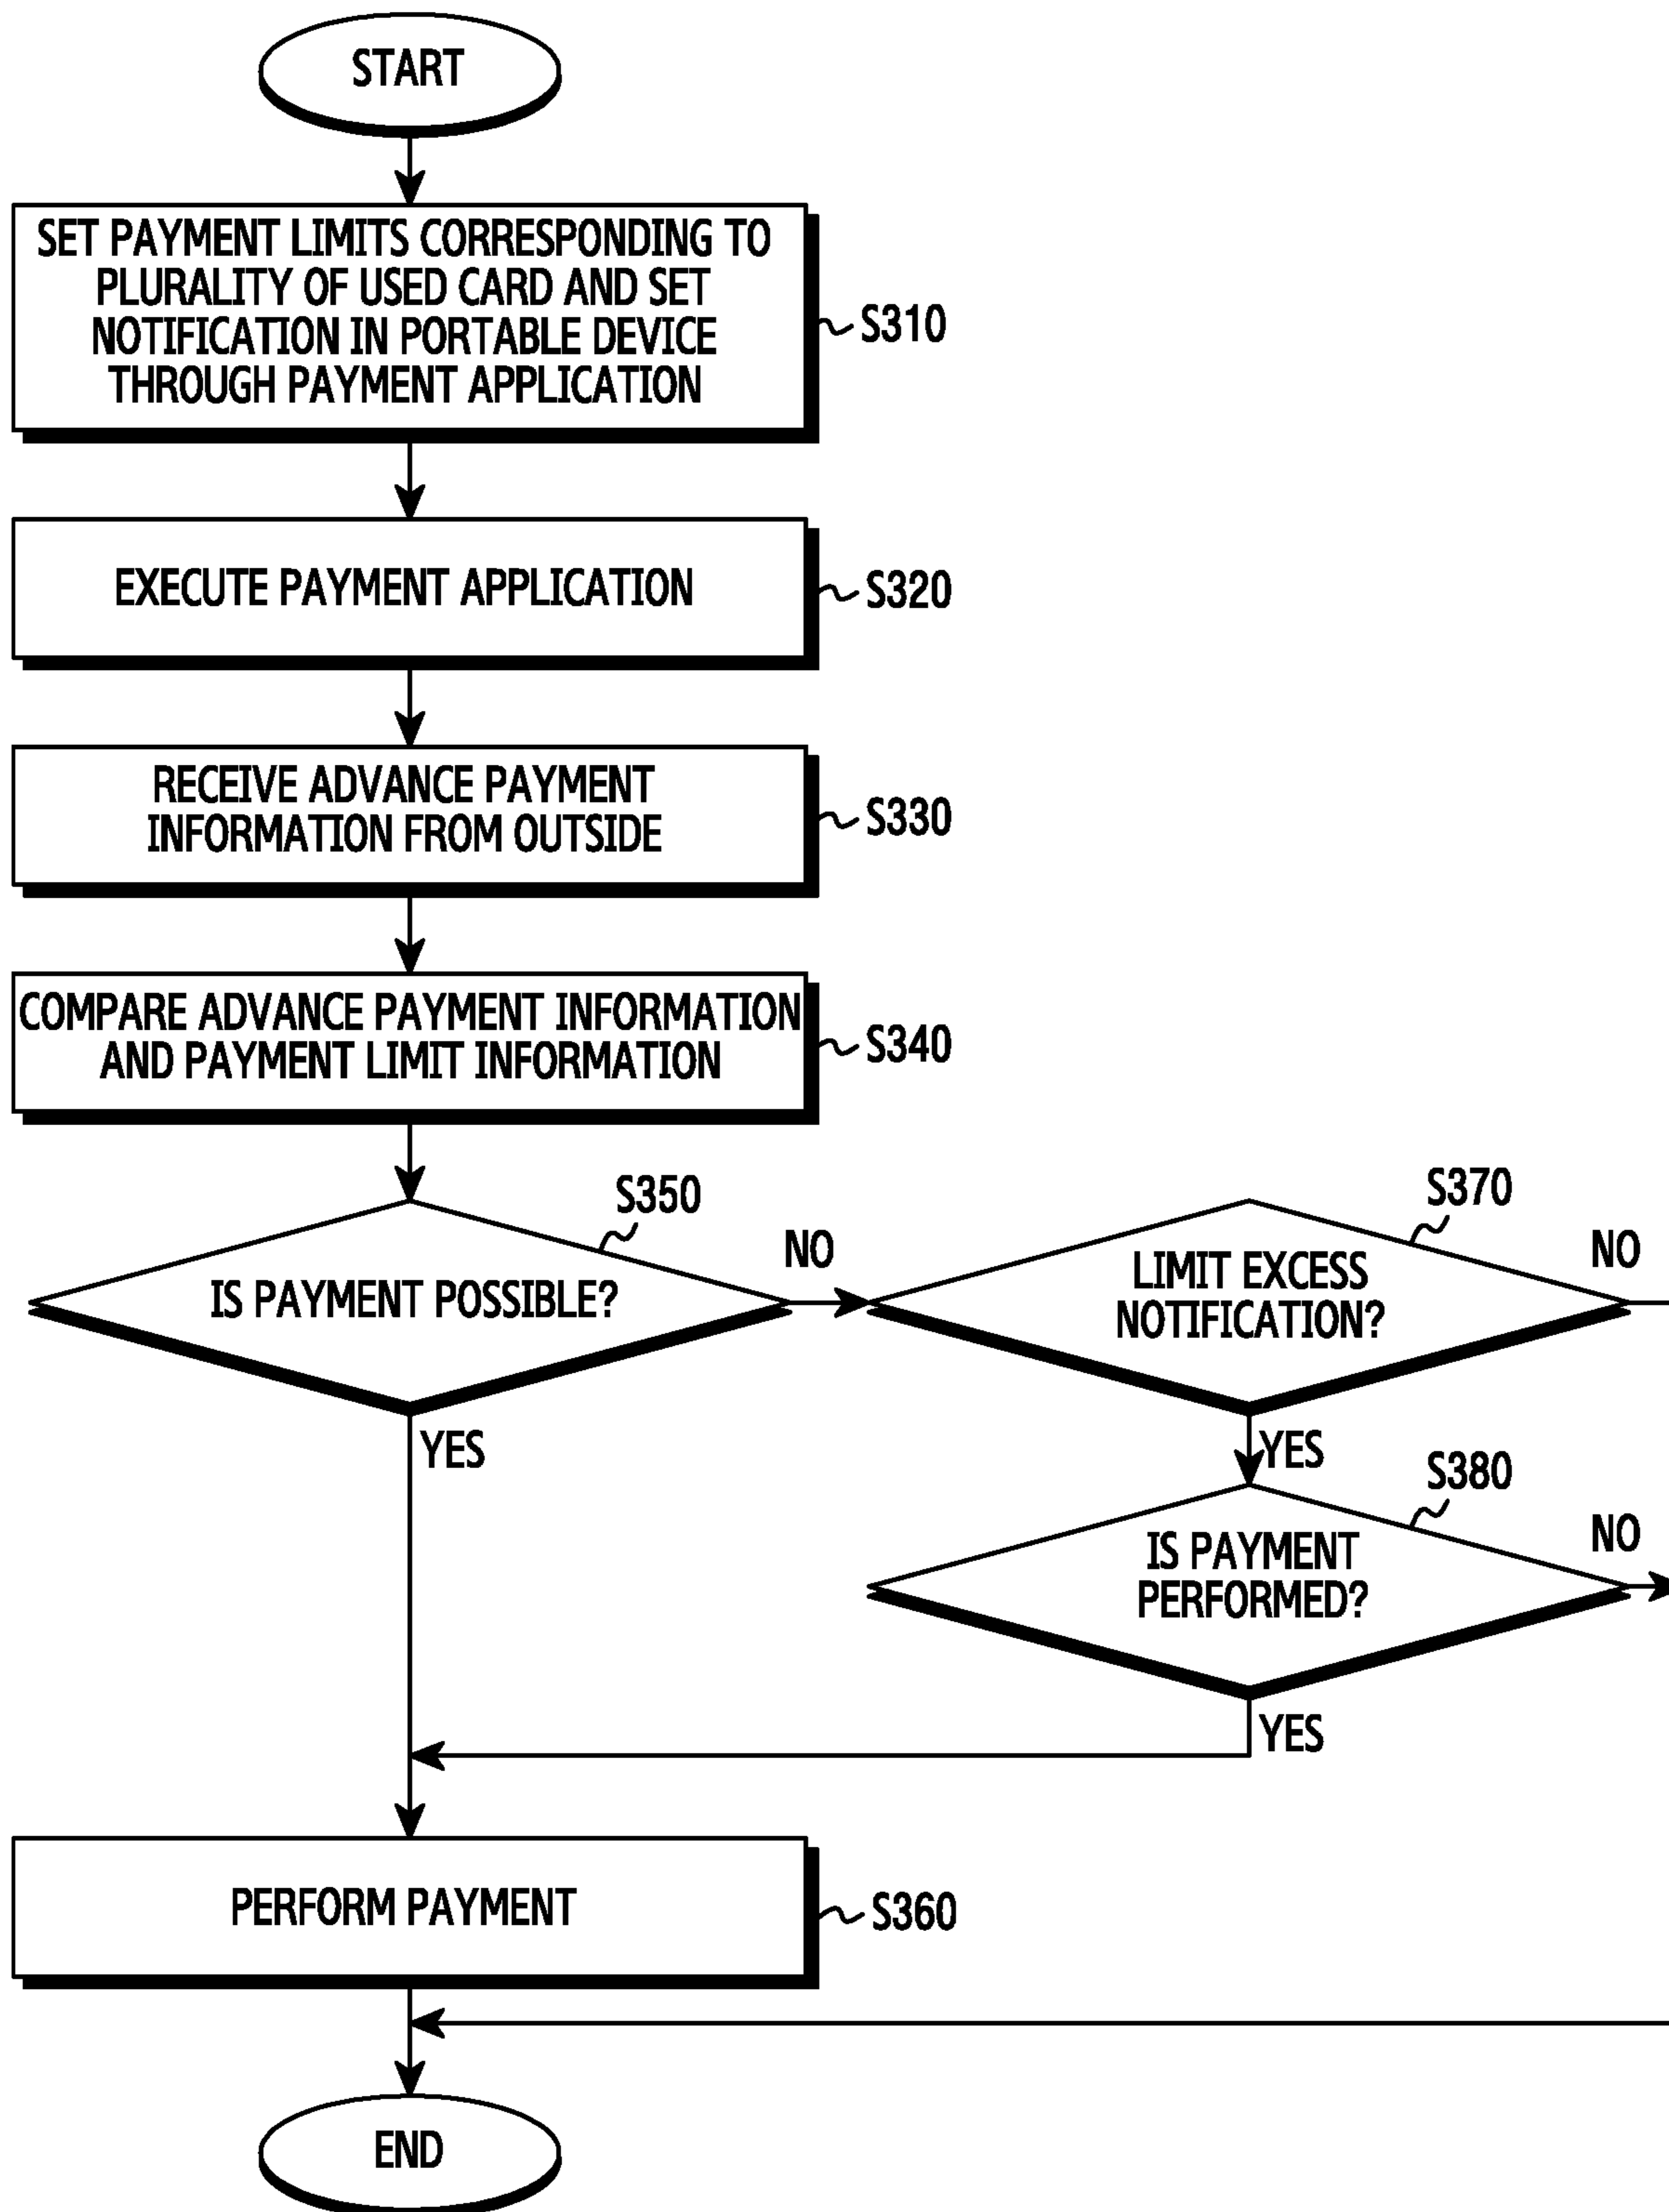 START
SET PAYMENT LIMITS CORRESPONDING TO
PLURALITY OF USED CARD AND SET
NOTIFICATION IN PORTABLE DEVICE
THROUGH PAYMENT APPLICATION
S310
EXECUTE PAYMENT APPLICATION
S320
RECEIVE ADVANCE PAYMENT
INFORMATION FROM OUTSIDE
S330
COMPARE ADVANCE PAYMENT INFORMATION
AND PAYMENT LIMIT INFORMATION
S340
S350
IS PAYMENT POSSIBLE?
NO
YES
S370
LIMIT EXCESS
NOTIFICATION?
NO
YES
S380
IS PAYMENT
PERFORMED?
NO
YES
PERFORM PAYMENT
S360
END